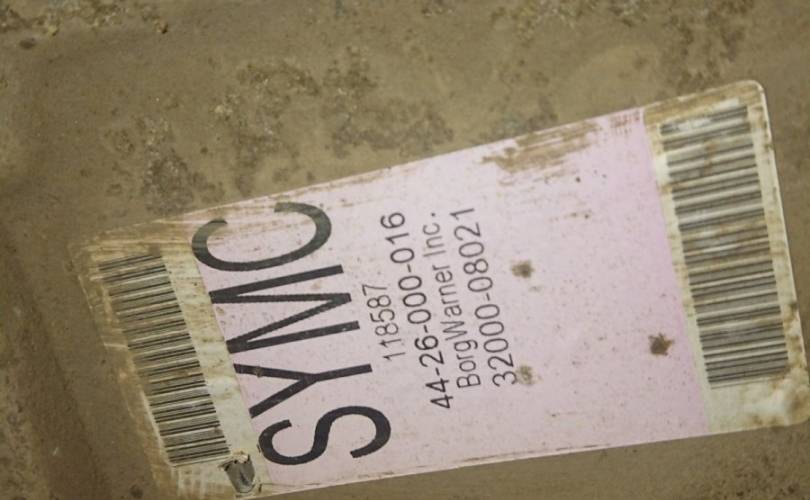 SYMC
118587
44-26-000-016
BorgWarner Inc.
32000-08021